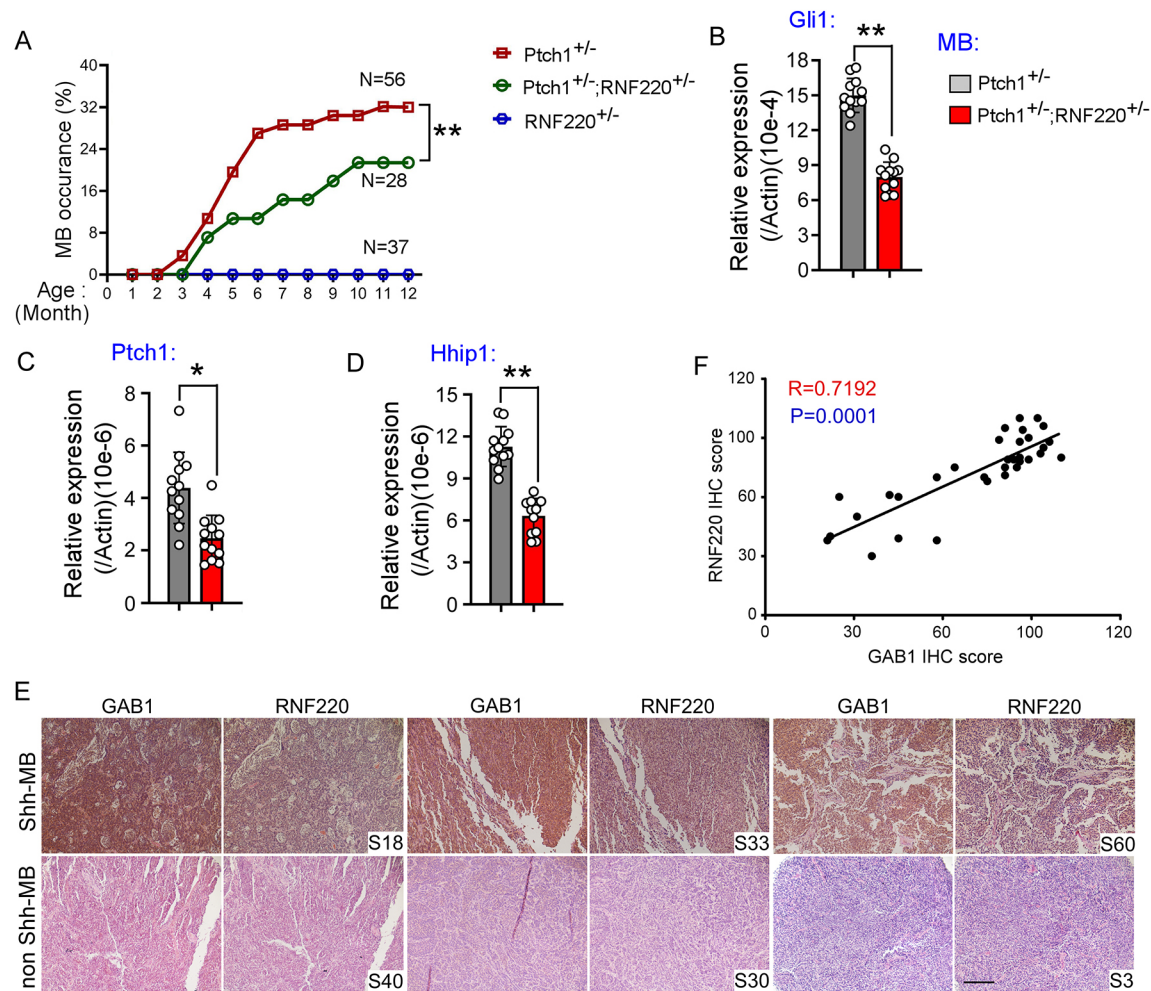 A
MB occurance (%)
40
32
24
16
8
0
0 1 2 3 4 5 6 7 8 9 10 11 12
Age :
(Month)
N=56
N=28
N=37
**
Ptch1+/-
Ptch1+/-;RNF220+/-
RNF220+/-
B
Gli1:
Relative expression
(/Actin)(10e-4)
18
15
12
9
6
3
0
**
MB:
Ptch1+/-
Ptch1+/-;RNF220+/-
C
Ptch1:
Relative expression
(/Actin)(10e-6)
8
6
4
2
0
*
D
Hhip1:
Relative expression
(/Actin)(10e-6)
15
12
9
6
3
0
**
F
R=0.7192
P=0.0001
RNF220 IHC score
120
100
60
30
0
0 30 60 100 120
GAB1 IHC score
E
GAB1 RNF220 GAB1 RNF220 GAB1 RNF220
Shh-MB
S18 S33 S60
non Shh-MB
S40 S30 S3